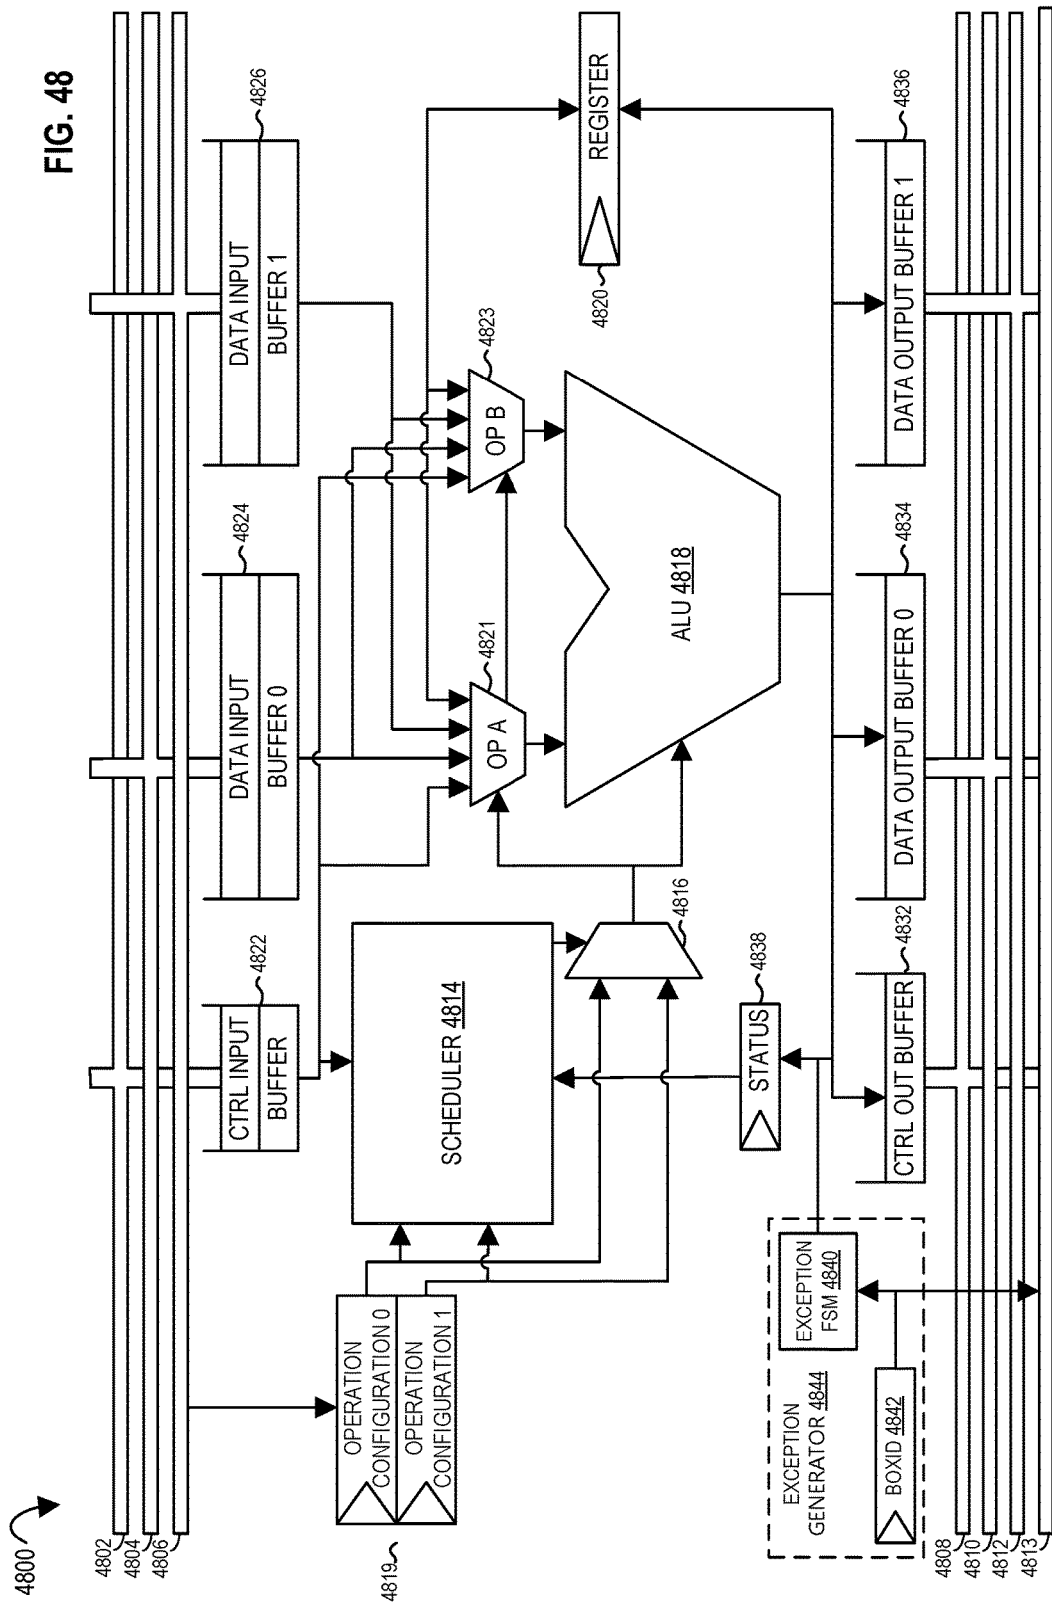 FIG. 48
4800
4802
4804
4806
CTRL INPUT
BUFFER
4822
DATA INPUT
BUFFER 0
4824
DATA INPUT
BUFFER 1
4826
OPERATION
CONFIGURATION 0
OPERATION
CONFIGURATION 1
4819
SCHEDULER 4814
4816
OP A
4821
OP B
4823
ALU 4818
REGISTER
4820
STATUS
4838
EXCEPTION
GENERATOR 4844
EXCEPTION
FSM 4840
BOXID 4842
CTRL OUT BUFFER
4832
DATA OUTPUT BUFFER 0
4834
DATA OUTPUT BUFFER 1
4836
4808
4810
4812
4813